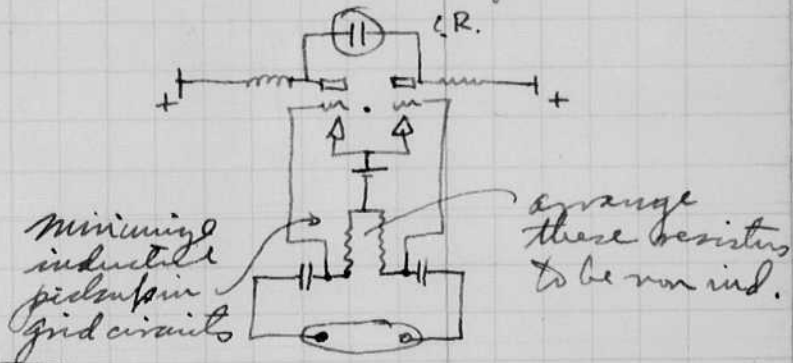 C.R.
+
+
minimize
inductive
pickup in
grid circuits
arrange
these resistors
to be non ind.